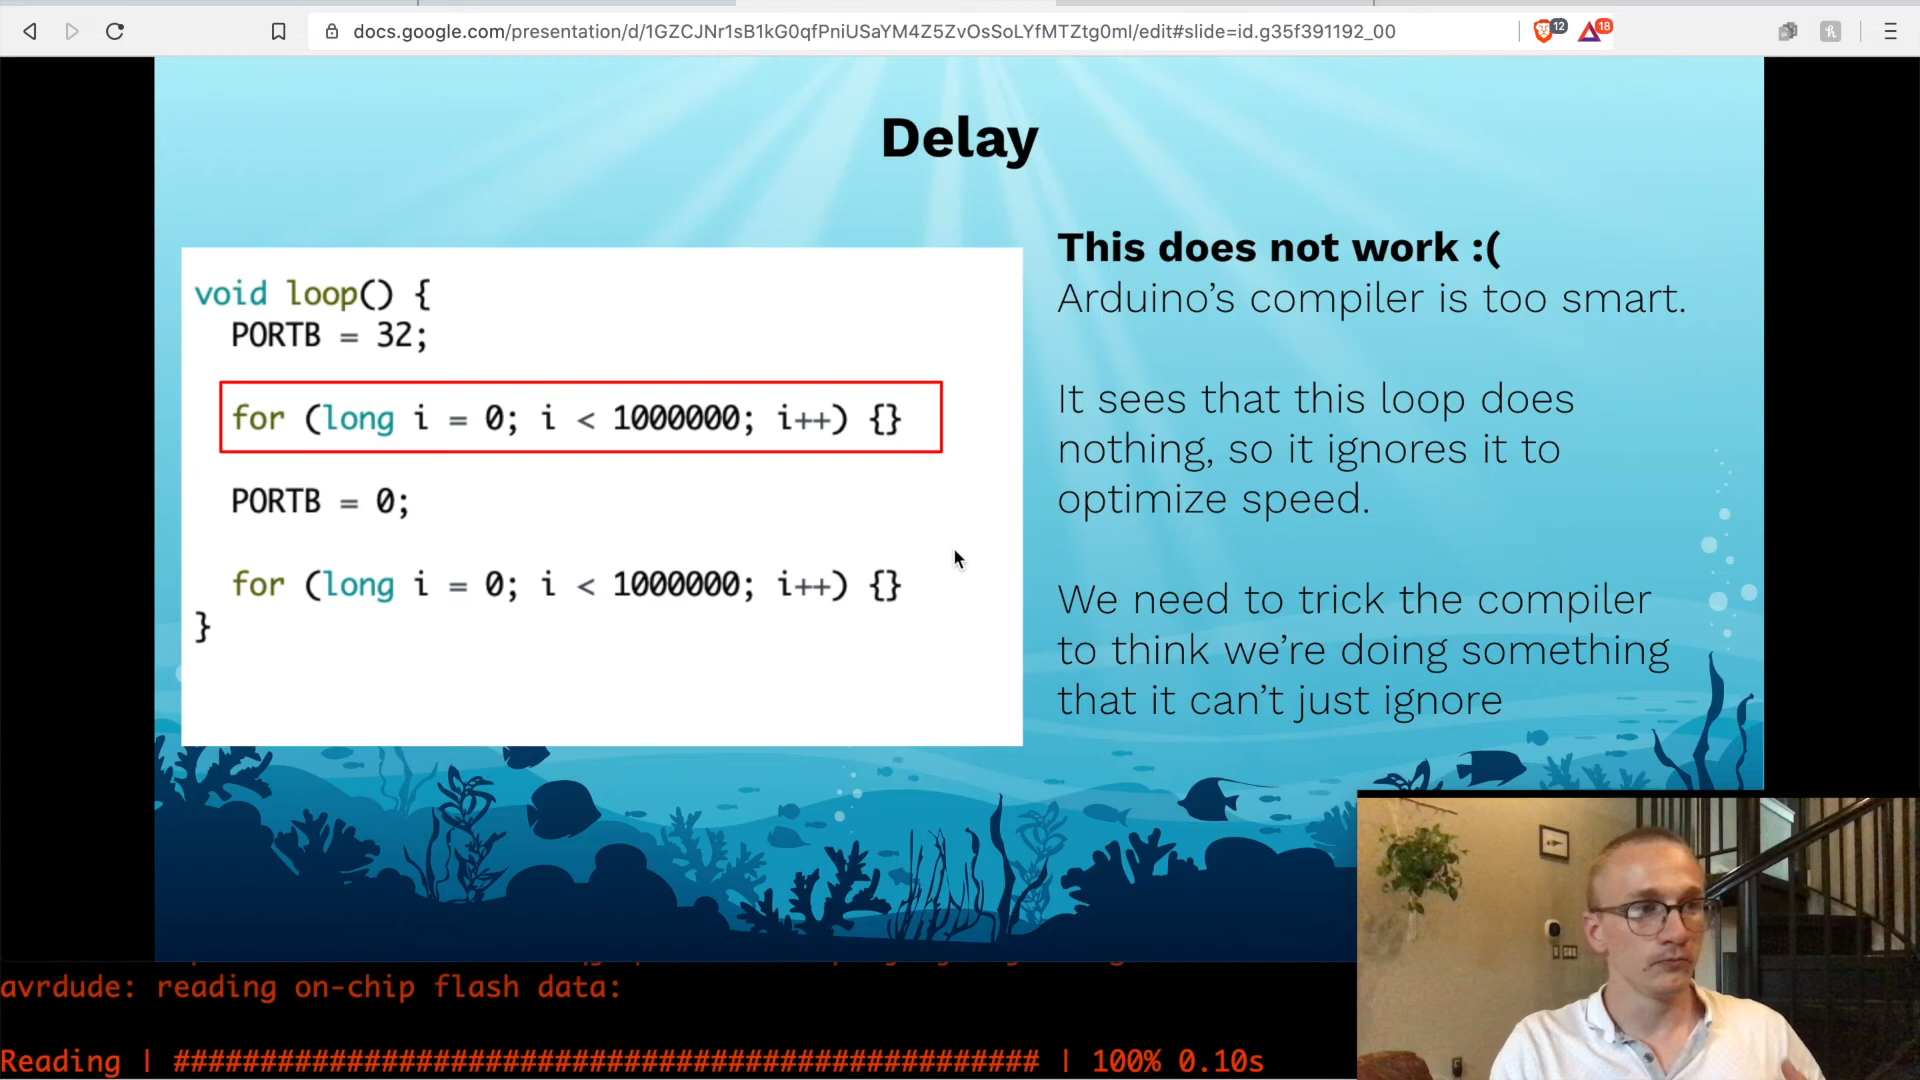 docs.google.com/presentation/d/1GZCJNr1sB1kG0qfPniUSaYM4Z5ZvOsSoLYfMTZtg0ml/edit#slide=id.g35f391192_00
12
18
Delay
void loop() {
PORTB = 32;
for (long i = 0; i < 1000000; i++) {}
PORTB = 0;
for (long i = 0; i < 1000000; i++) {}
}
This does not work :(
Arduino's compiler is too smart.
It sees that this loop does
nothing, so it ignores it to
optimize speed.
We need to trick the compiler
to think we're doing something
that it can't just ignore
avrdude: reading on-chip flash data:
Reading | ################################################## | 100% 0.10s